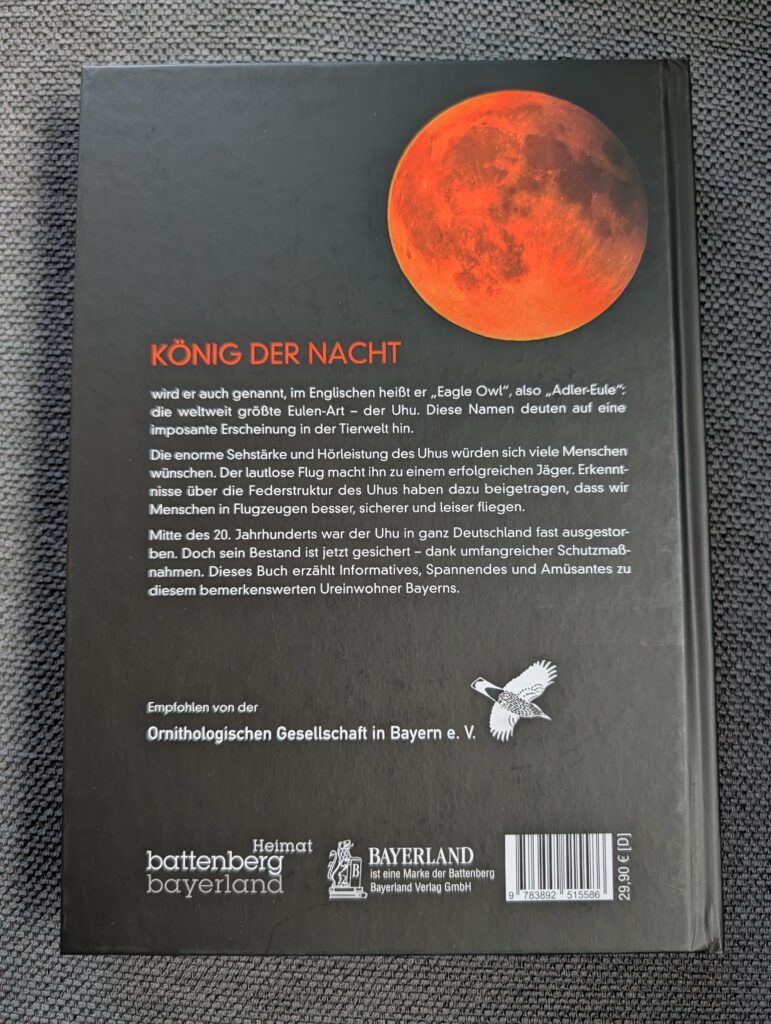 KÖNIG DER NACHT
wird er auch genannt, im Englischen heißt er „Eagle Owl“, also „Adler-Eule“:
die weltweit größte Eulen-Art – der Uhu. Diese Namen deuten auf eine
imposante Erscheinung in der Tierwelt hin.
Die enorme Sehstärke und Hörleistung des Uhus würden sich viele Menschen
wünschen. Der lautlose Flug macht ihn zu einem erfolgreichen Jäger. Erkennt-
nisse über die Federstruktur des Uhus haben dazu beigetragen, dass wir
Menschen in Flugzeugen besser, sicherer und leiser fliegen.
Mitte des 20. Jahrhunderts war der Uhu in ganz Deutschland fast ausgestor-
ben. Doch sein Bestand ist jetzt gesichert – dank umfangreicher Schutzmaß-
nahmen. Dieses Buch erzählt Informatives, Spannendes und Amüsantes zu
diesem bemerkenswerten Ureinwohner Bayerns.
Empfohlen von der
Ornithologischen Gesellschaft in Bayern e. V.
Heimat
battenberg
bayerland
B
BAYERLAND
ist eine Marke der Battenberg
Bayerland Verlag GmbH
9 783892 515586
29,90 € [D]